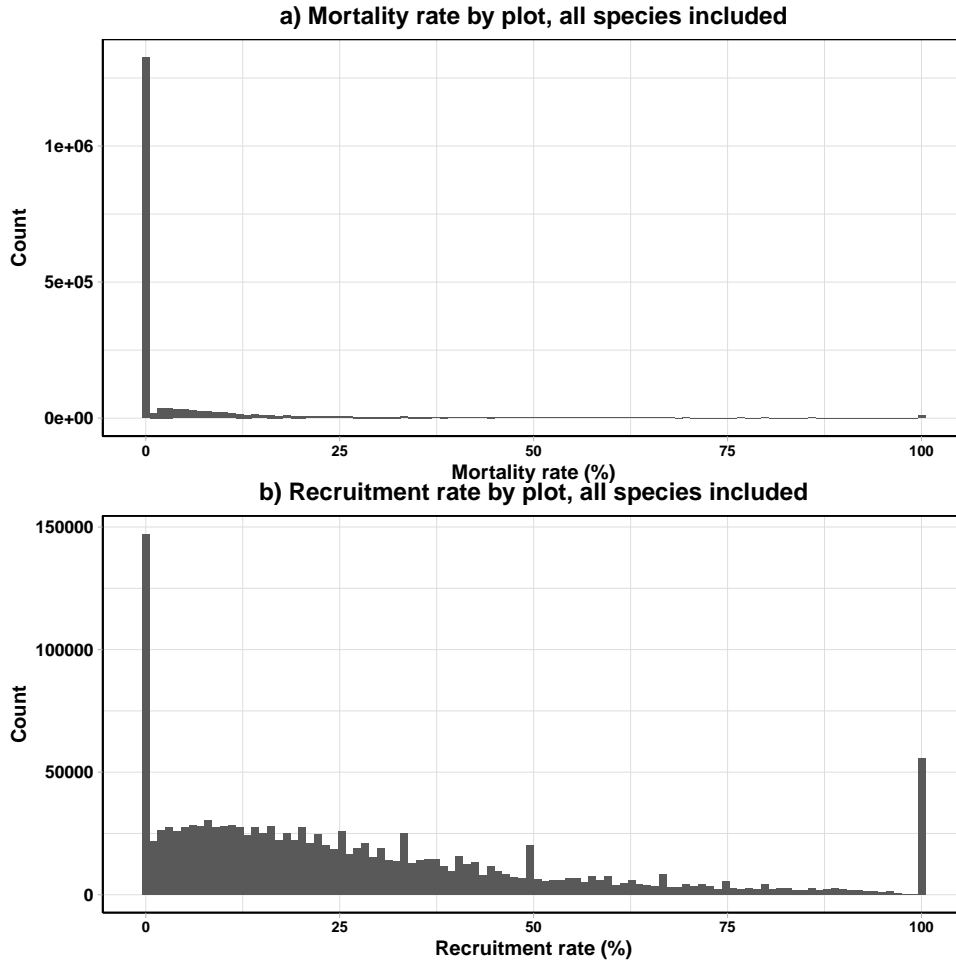 a) Mortality rate by plot, all species included
Count
1e+06
5e+05
0e+00
0 25 50 75 100
Mortality rate (%)
b) Recruitment rate by plot, all species included
Count
150000
100000
50000
0
0 25 50 75 100
Recruitment rate (%)